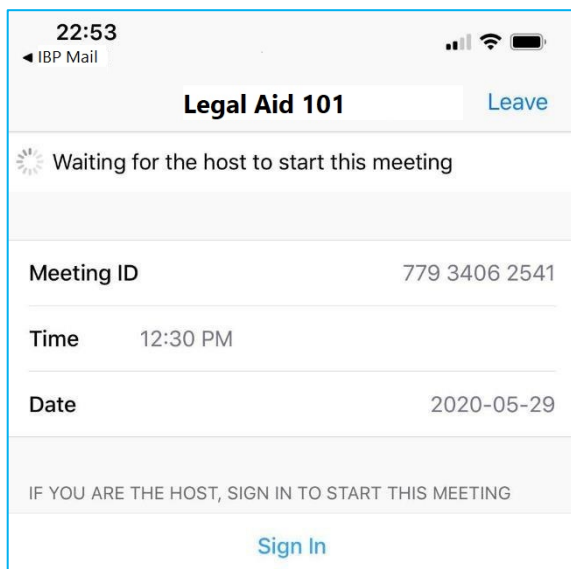 22:53
◀ IBP Mail
Legal Aid 101 Leave
Waiting for the host to start this meeting
Meeting ID 779 3406 2541
Time 12:30 PM
Date 2020-05-29
IF YOU ARE THE HOST, SIGN IN TO START THIS MEETING
Sign In